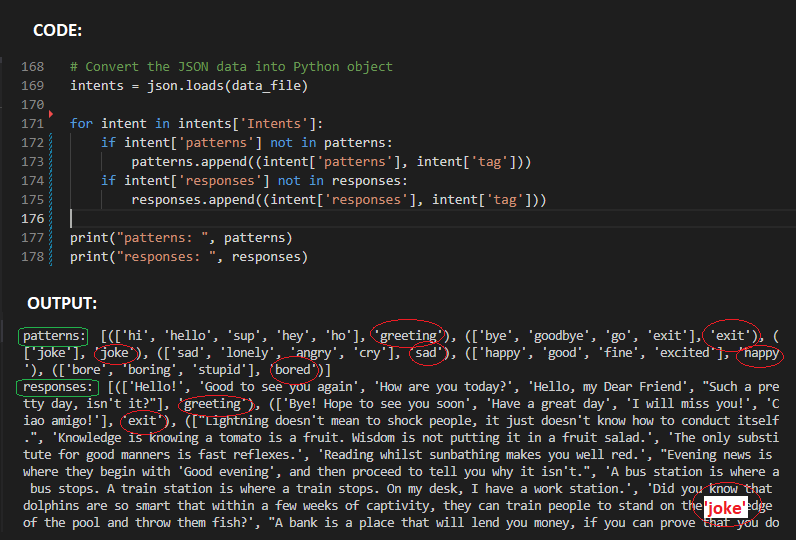 CODE:
168 # Convert the JSON data into Python object
169 intents = json.loads(data_file)
170
171 for intent in intents['Intents']:
172 if intent['patterns'] not in patterns:
173 patterns.append((intent['patterns'], intent['tag']))
174 if intent['responses'] not in responses:
175 responses.append((intent['responses'], intent['tag']))
176
177 print("patterns: ", patterns)
178 print("responses: ", responses)
OUTPUT:
patterns: [(['hi', 'hello', 'sup', 'hey', 'ho'], 'greeting'), (['bye', 'goodbye', 'go', 'exit'], 'exit'), (
['joke'], 'joke'), (['sad', 'lonely', 'angry', 'cry'], 'sad'), (['happy', 'good', 'fine', 'excited'], 'happy
'), (['bore', 'boring', 'stupid'], 'bored')]
responses: [(['Hello!', 'Good to see you again', 'How are you today?', 'Hello, my Dear Friend', "Such a pre
tty day, isn't it?"], 'greeting'), (['Bye! Hope to see you soon', 'Have a great day', 'I will miss you!', 'C
iao amigo!'], 'exit'), (["Lightning doesn't mean to shock people, it just doesn't know how to conduct itself
.", 'Knowledge is knowing a tomato is a fruit. Wisdom is not putting it in a fruit salad.', 'The only substi
tute for good manners is fast reflexes.', 'Reading whilst sunbathing makes you well red.', "Evening news is
where they begin with 'Good evening', and then proceed to tell you why it isn't.", 'A bus station is where a
bus stops. A train station is where a train stops. On my desk, I have a work station.', 'Did you know that
dolphins are so smart that within a few weeks of captivity, they can train people to stand on the 'joke' edge
of the pool and throw them fish?', "A bank is a place that will lend you money, if you can prove that you do